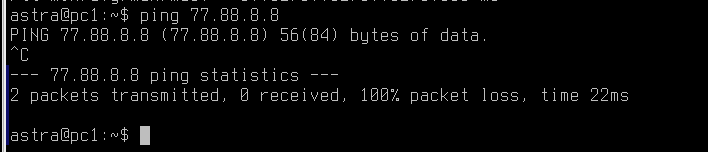 astra@pc1:~$ ping 77.88.8.8
PING 77.88.8.8 (77.88.8.8) 56(84) bytes of data.
^C
--- 77.88.8.8 ping statistics ---
2 packets transmitted, 0 received, 100% packet loss, time 22ms
astra@pc1:~$